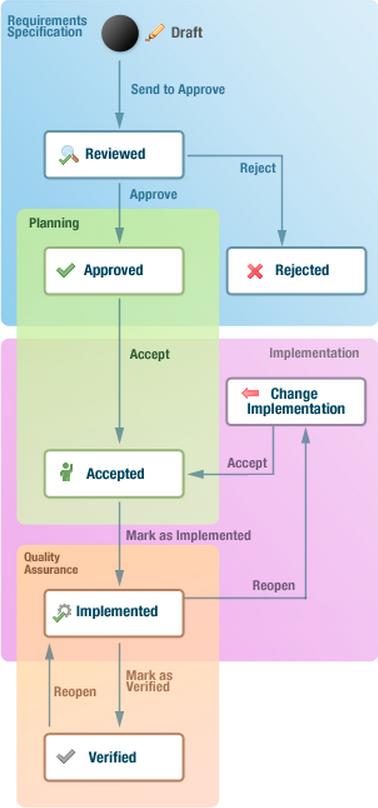 Requirements
Specification
Draft
Send to Approve
Reviewed
Reject
Approve
Planning
Approved
Rejected
Accept
Implementation
Change
Implementation
Accept
Accepted
Mark as Implemented
Quality
Assurance
Reopen
Implemented
Reopen
Mark as
Verified
Verified